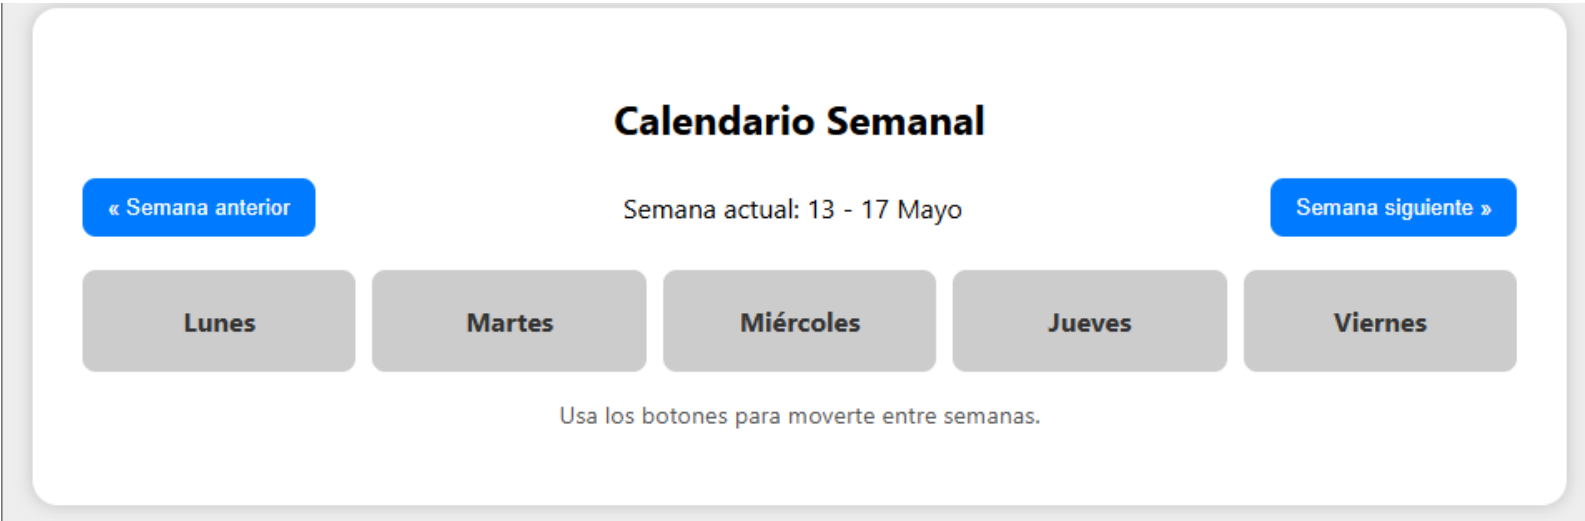 Calendario Semanal
« Semana anterior
Semana actual: 13 - 17 Mayo
Semana siguiente »
Lunes
Martes
Miércoles
Jueves
Viernes
Usa los botones para moverte entre semanas.